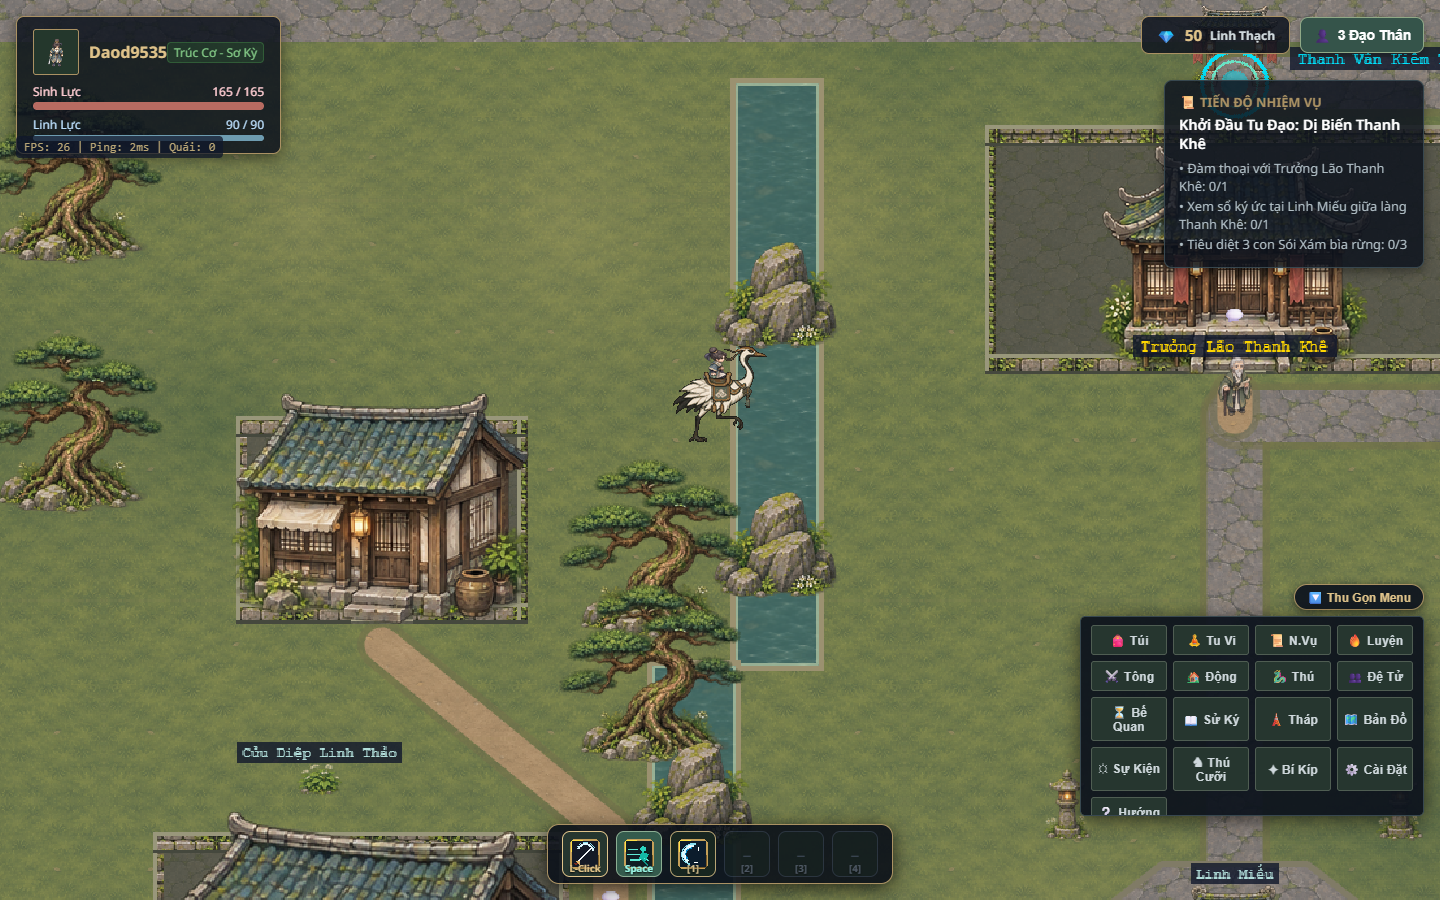 Daod9535 Trúc Cơ - Sơ Kỳ
Sinh Lực 165 / 165
Linh Lực 90 / 90
FPS: 26 | Ping: 2ms | Quái: 0
50 Linh Thạch
3 Đạo Thân
Thanh Vân Kiếm
TIẾN ĐỘ NHIỆM VỤ
Khởi Đầu Tu Đạo: Dị Biến Thanh
Khê
• Đàm thoại với Trưởng Lão Thanh
Khê: 0/1
• Xem sổ ký ức tại Linh Miếu giữa làng
Thanh Khê: 0/1
• Tiêu diệt 3 con Sói Xám bìa rừng: 0/3
Trưởng Lão Thanh Khê
Cửu Diệp Linh Thảo
Thu Gọn Menu
Túi Tu Vi N.Vụ Luyện
Tông Động Thú Đệ Tử
Bế Quan Sử Ký Tháp Bản Đồ
Sự Kiện Thú Cưỡi Bí Kíp Cài Đặt
? Hướng
L-Click Space [1] [2] [3] [4]
Linh Miếu